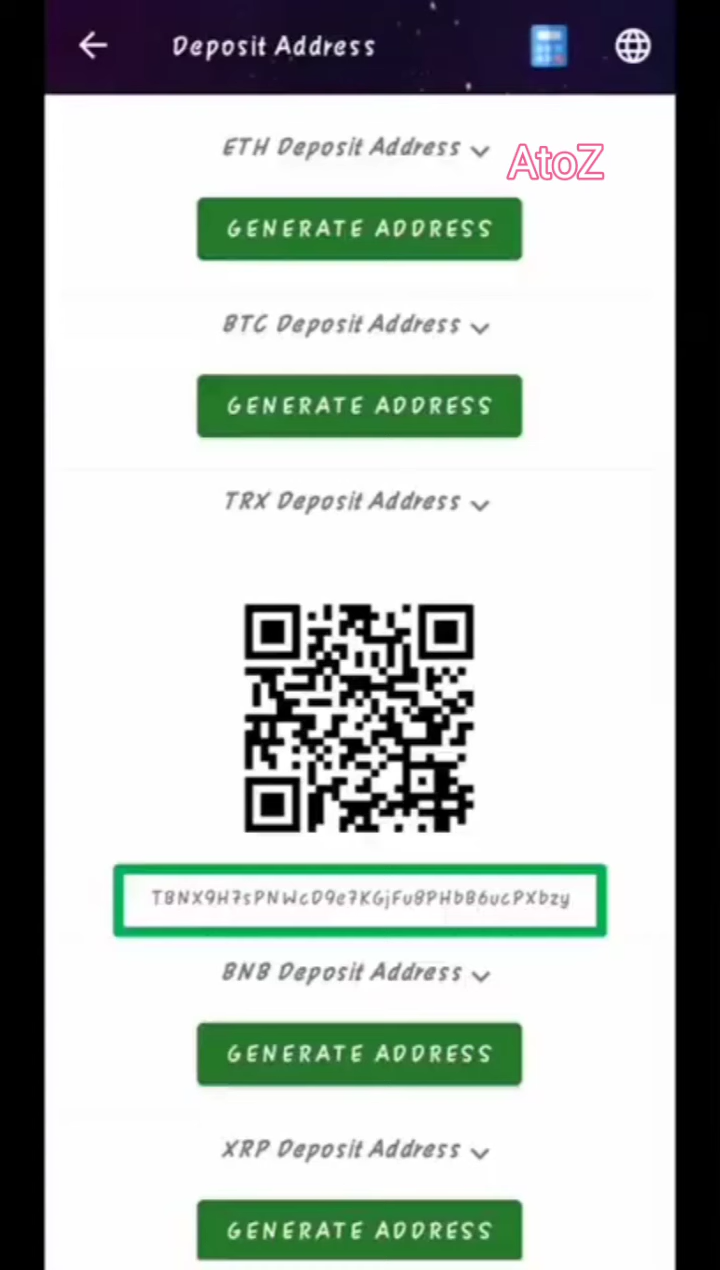 Deposit Address
ETH Deposit Address
AtoZ
GENERATE ADDRESS
BTC Deposit Address
GENERATE ADDRESS
TRX Deposit Address
BNB Deposit Address
GENERATE ADDRESS
XRP Deposit Address
GENERATE ADDRESS